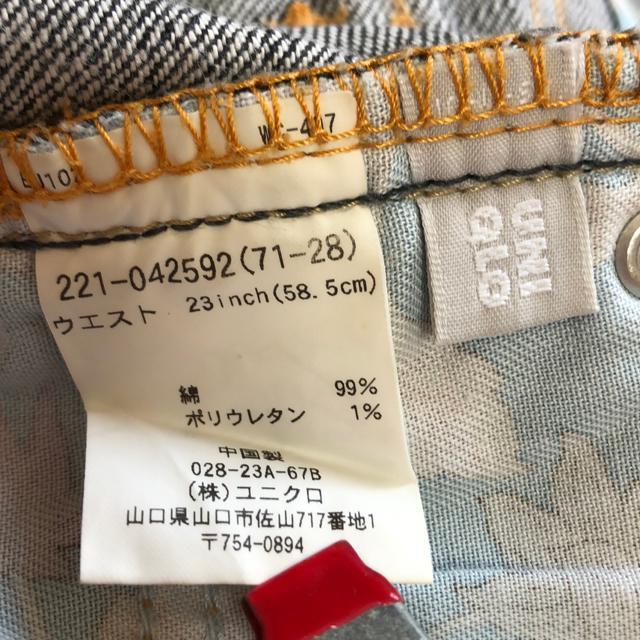 221-042592(71-28)
ウエスト 23inch(58.5cm)
綿 99%
ポリウレタン 1%
中国製
028-23A-67B
(株)ユニクロ
山口県山口市佐山717番地1
〒754-0894
UNI
QLO